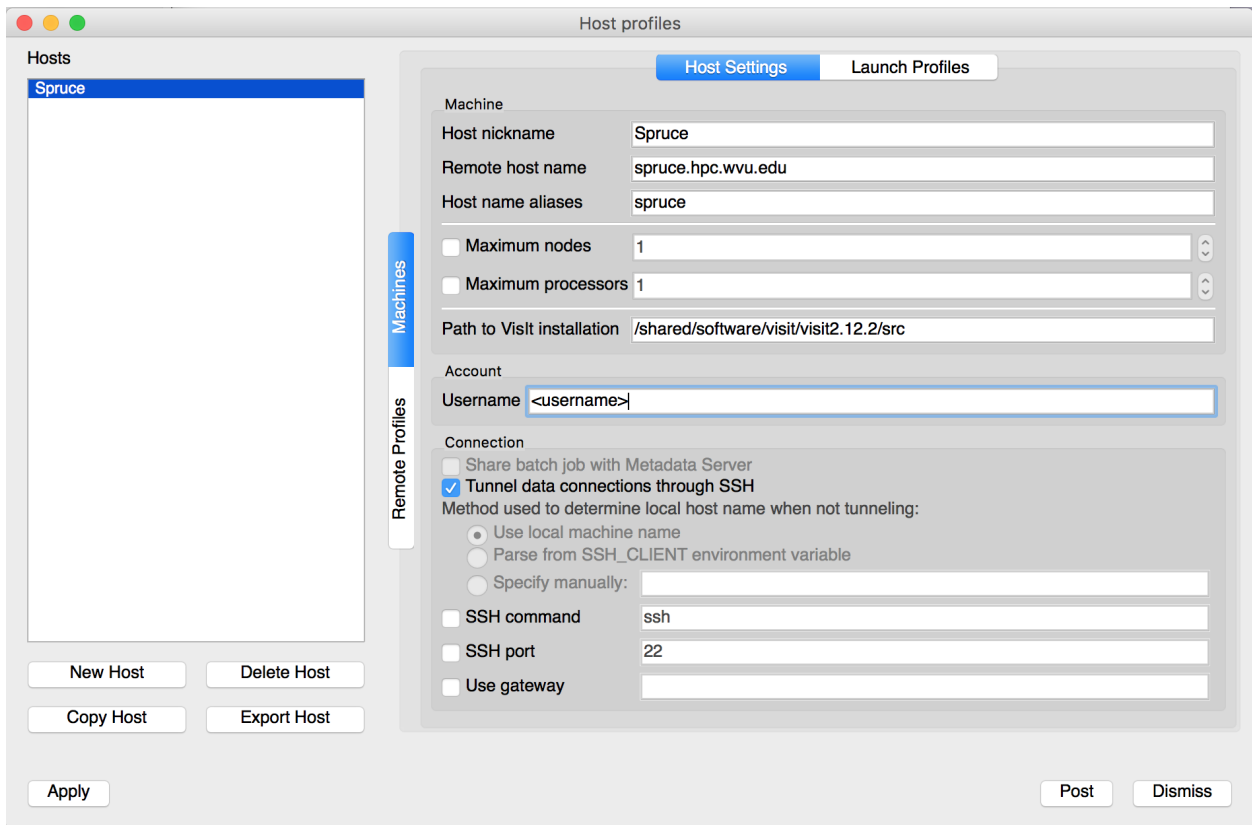 Host profiles
Hosts
Spruce
New Host
Delete Host
Copy Host
Export Host
Machines
Remote Profiles
Host Settings
Launch Profiles
Machine
Host nickname Spruce
Remote host name spruce.hpc.wvu.edu
Host name aliases spruce
Maximum nodes 1
Maximum processors 1
Path to VisIt installation /shared/software/visit/visit2.12.2/src
Account
Username <username>
Connection
Share batch job with Metadata Server
Tunnel data connections through SSH
Method used to determine local host name when not tunneling:
Use local machine name
Parse from SSH_CLIENT environment variable
Specify manually:
SSH command ssh
SSH port 22
Use gateway
Apply
Post
Dismiss